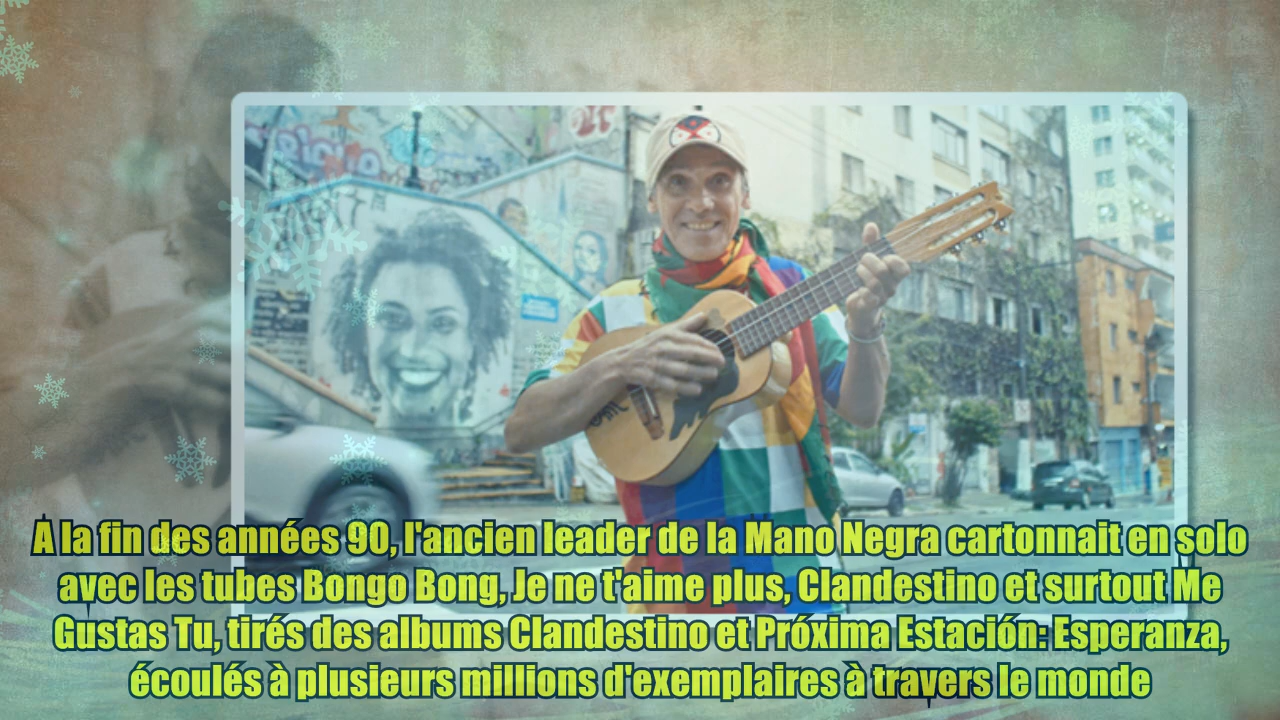 A la fin des années 90, l'ancien leader de la Mano Negra cartonnait en solo
avec les tubes Bongo Bong, Je ne t'aime plus, Clandestino et surtout Me
Gustas Tu, tirés des albums Clandestino et Próxima Estación: Esperanza,
écoulés à plusieurs millions d'exemplaires à travers le monde